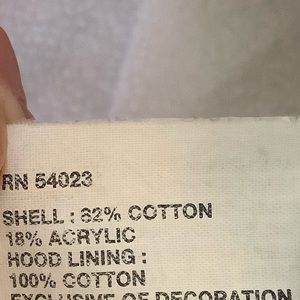 RN 54023
SHELL : 82% COTTON
18% ACRYLIC
HOOD LINING :
100% COTTON
EXCLUSIVE OF DECORATION